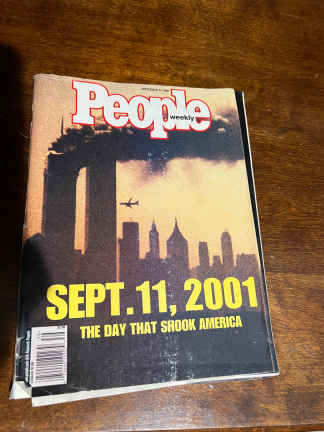 People
weekly
SEPT. 11, 2001
THE DAY THAT SHOOK AMERICA